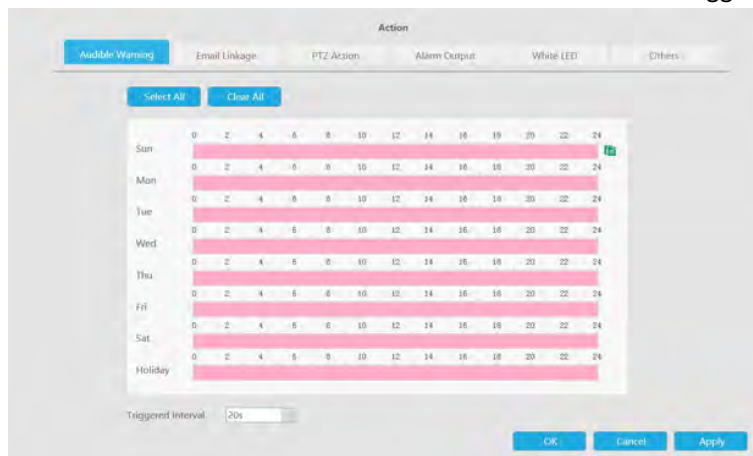 gg
Action
Audible Warning Email Linkage PTZ Action Alarm Output White LED Others
Select All Clear All
0 2 4 6 8 10 12 14 16 18 20 22 24
Sun
0 2 4 6 8 10 12 14 16 18 20 22 24
Mon
0 2 4 6 8 10 12 14 16 18 20 22 24
Tue
0 2 4 6 8 10 12 14 16 18 20 22 24
Wed
0 2 4 6 8 10 12 14 16 18 20 22 24
Thu
0 2 4 6 8 10 12 14 16 18 20 22 24
Fri
0 2 4 6 8 10 12 14 16 18 20 22 24
Sat
0 2 4 6 8 10 12 14 16 18 20 22 24
Holiday
Triggered Interval 20s
OK Cancel Apply